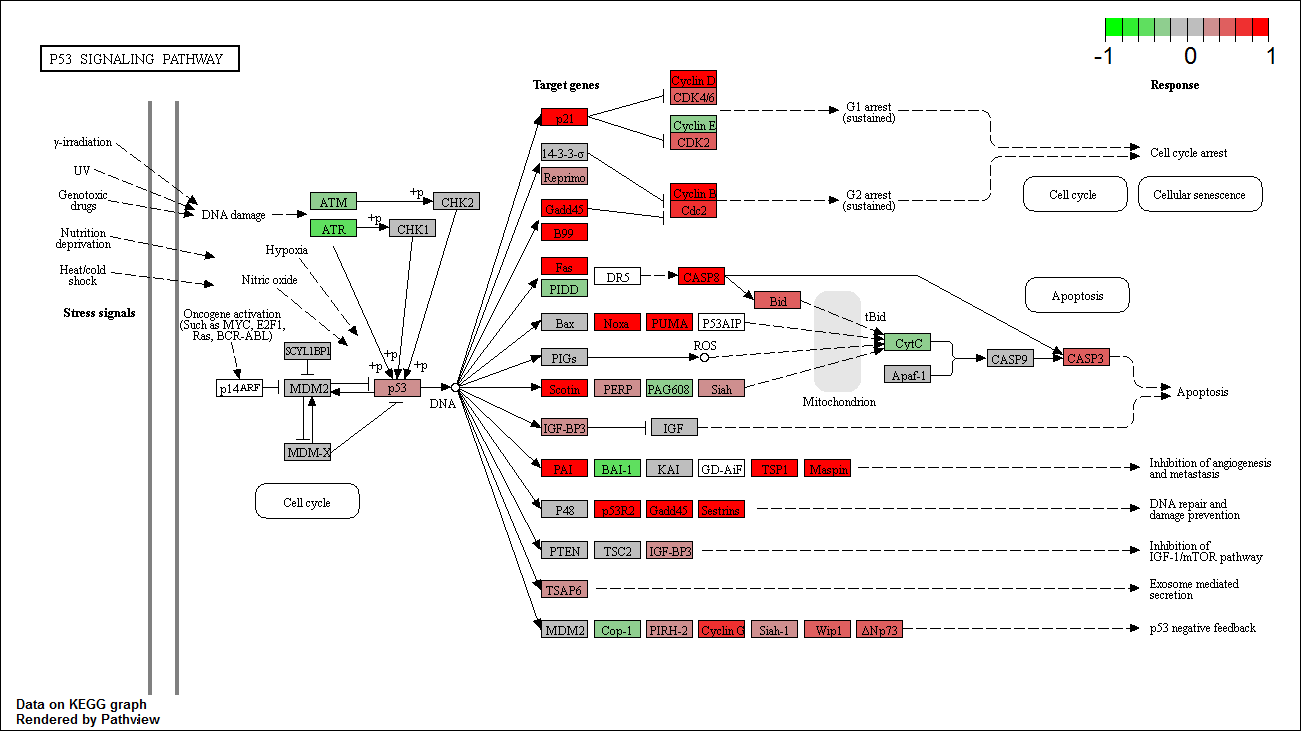 P53 SIGNALING PATHWAY
-1 0 1
Target genes
Response
γ-irradiation
UV
Genotoxic
drugs
Nutrition
deprivation
Heat/cold
shock
Stress signals
DNA damage
ATM
ATR
+p
+p
CHK2
CHK1
Hypoxia
Nitric oxide
Oncogene activation
(Such as MYC, E2F1,
Ras, BCR-ABL)
SCYL1BP1
p14ARF
MDM2
MDM-X
+p
+p
+p
p53
DNA
Cell cycle
p21
Cyclin D
CDK4/6
Cyclin E
CDK2
G1 arrest
(sustained)
14-3-3-σ
Reprimo
Gadd45
B99
Cyclin B
Cdc2
G2 arrest
(sustained)
Cell cycle arrest
Cell cycle
Cellular senescence
Fas
PIDD
DR5
CASP8
Bid
tBid
Apoptosis
Bax
Noxa
PUMA
P53AIP
PIGs
ROS
CytC
Apaf-1
CASP9
CASP3
Mitochondrion
Scotin
PERP
PAG608
Siah
Apoptosis
IGF-BP3
IGF
PAI
BAI-1
KAI
GD-AiF
TSP1
Maspin
Inhibition of angiogenesis
and metastasis
P48
p53R2
Gadd45
Sestrins
DNA repair and
damage prevention
PTEN
TSC2
IGF-BP3
Inhibition of
IGF-1/mTOR pathway
TSAP6
Exosome mediated
secretion
MDM2
Cop-1
PIRH-2
Cyclin G
Siah-1
Wip1
ΔNp73
p53 negative feedback
Data on KEGG graph
Rendered by Pathview